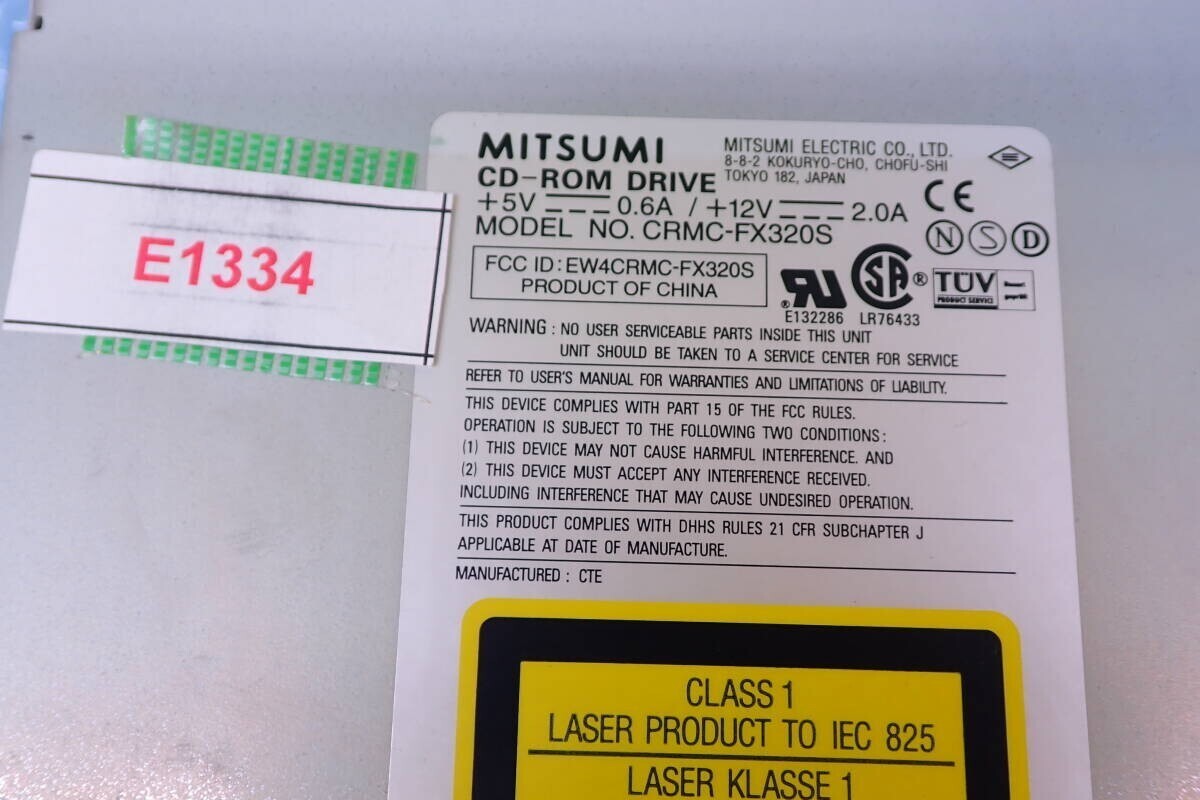 E1334
MITSUMI
CD-ROM DRIVE
MITSUMI ELECTRIC CO., LTD.
8-8-2 KOKURYO-CHO, CHOFU-SHI
TOKYO 182, JAPAN
+5V 0.6A / +12V 2.0A
MODEL NO. CRMC-FX320S
CE
N S D
FCC ID: EW4CRMC-FX320S
PRODUCT OF CHINA
E132286
SA
LR76433
TÜV
PRODUCT SERVICE
WARNING : NO USER SERVICEABLE PARTS INSIDE THIS UNIT
UNIT SHOULD BE TAKEN TO A SERVICE CENTER FOR SERVICE
REFER TO USER'S MANUAL FOR WARRANTIES AND LIMITATIONS OF LIABILITY.
THIS DEVICE COMPLIES WITH PART 15 OF THE FCC RULES.
OPERATION IS SUBJECT TO THE FOLLOWING TWO CONDITIONS:
(1) THIS DEVICE MAY NOT CAUSE HARMFUL INTERFERENCE. AND
(2) THIS DEVICE MUST ACCEPT ANY INTERFERENCE RECEIVED.
INCLUDING INTERFERENCE THAT MAY CAUSE UNDESIRED OPERATION.
THIS PRODUCT COMPLIES WITH DHHS RULES 21 CFR SUBCHAPTER J
APPLICABLE AT DATE OF MANUFACTURE.
MANUFACTURED : CTE
CLASS 1
LASER PRODUCT TO IEC 825
LASER KLASSE 1